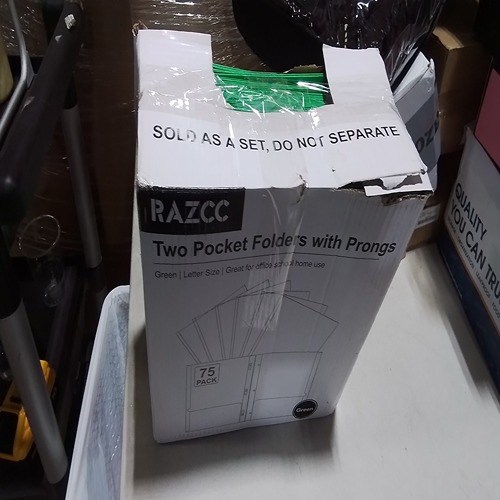 SOLD AS A SET, DO NOT SEPARATE
RAZCC
Two Pocket Folders with Prongs
Green | Letter Size | Great for office school home use
75
PACK
Green
QUALITY
YOU CAN TRU